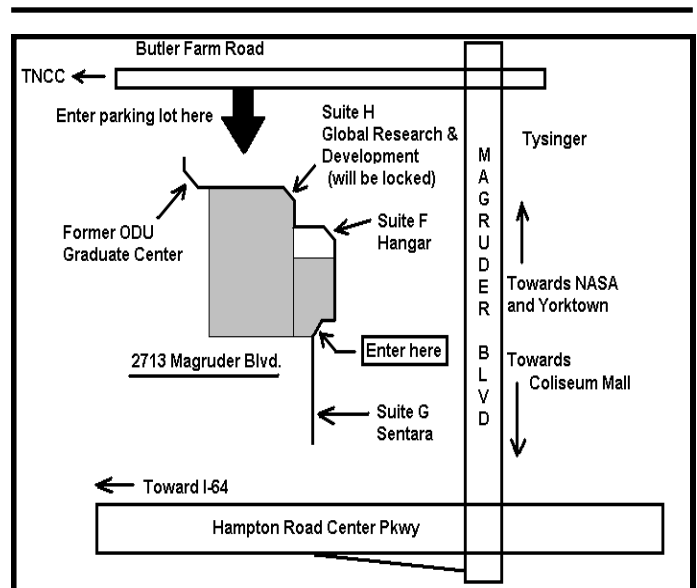 Butler Farm Road
TNCC
Enter parking lot here
Suite H
Global Research &
Development
(will be locked)
Tysinger
Former ODU
Graduate Center
Suite F
Hangar
MAGRUDER BLVD
Towards NASA
and Yorktown
Enter here
2713 Magruder Blvd.
Towards
Coliseum Mall
Suite G
Sentara
Toward I-64
Hampton Road Center Pkwy